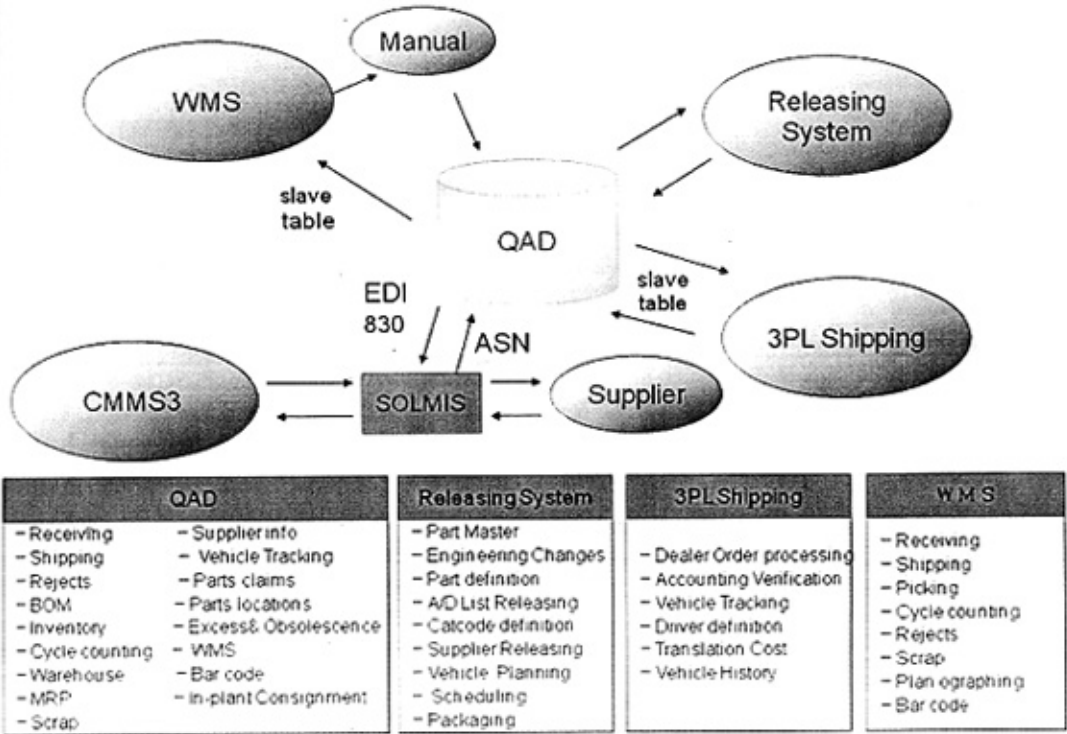 Manual
WMS
Releasing
System
slave
table
QAD
slave
table
EDI
830
ASN
3PL Shipping
CMMS3
SOLMIS
Supplier
QAD
- Receiving
- Shipping
- Rejects
- BOM
- Inventory
- Cycle counting
- Warehouse
- MRP
- Scrap
- Supplier info
- Vehicle Tracking
- Parts claims
- Parts locations
- Excess & Obsolescence
- WMS
- Bar code
- In-plant Consignment
Releasing System
- Part Master
- Engineering Changes
- Part definition
- A/D List Releasing
- Catcode definition
- Supplier Releasing
- Vehicle Planning
- Scheduling
- Packaging
3PL Shipping
- Dealer Order processing
- Accounting Verification
- Vehicle Tracking
- Driver definition
- Translation Cost
- Vehicle History
WMS
- Receiving
- Shipping
- Picking
- Cycle counting
- Rejects
- Scrap
- Plan ographing
- Bar code